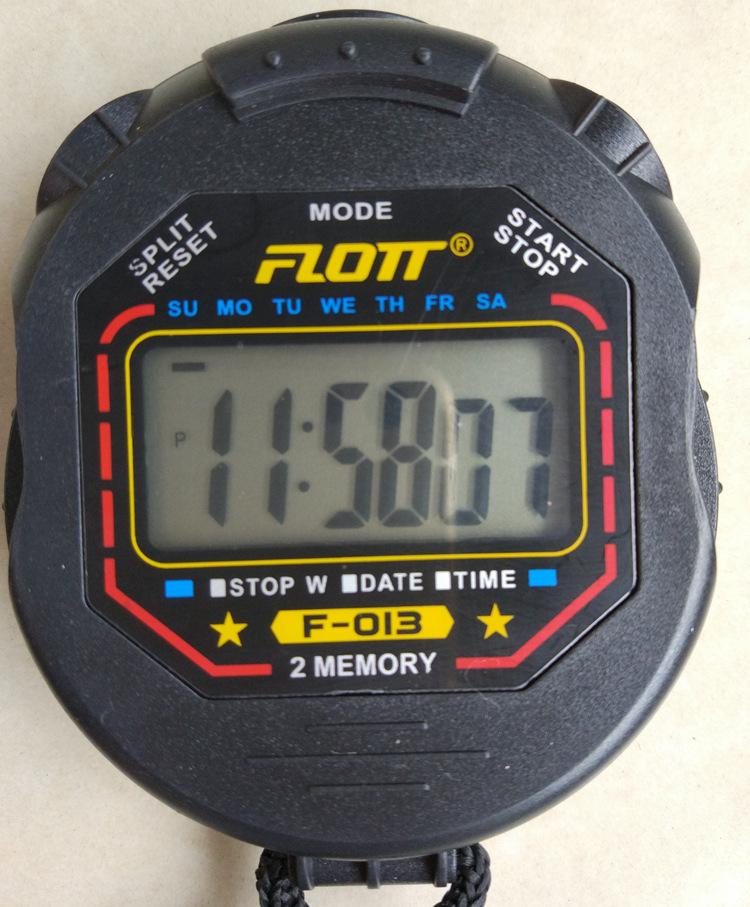 MODE
SPLIT
RESET
START
STOP
FLOTT®
SU MO TU WE TH FR SA
P 11:58 07
STOP W DATE TIME
F-013
2 MEMORY